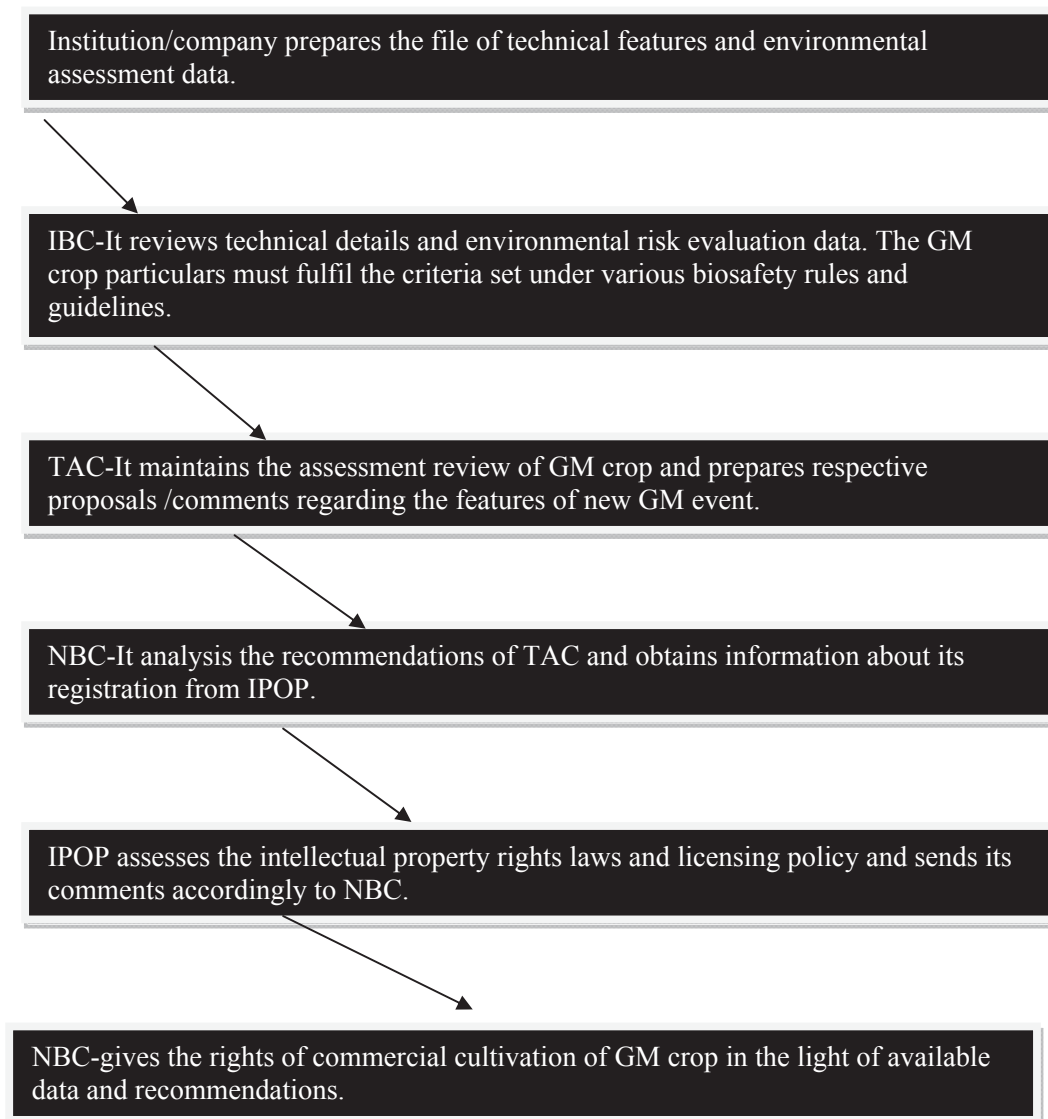 Institution/company prepares the file of technical features and environmental
assessment data.
IBC-It reviews technical details and environmental risk evaluation data. The GM
crop particulars must fulfil the criteria set under various biosafety rules and
guidelines.
TAC-It maintains the assessment review of GM crop and prepares respective
proposals /comments regarding the features of new GM event.
NBC-It analysis the recommendations of TAC and obtains information about its
registration from IPOP.
IPOP assesses the intellectual property rights laws and licensing policy and sends its
comments accordingly to NBC.
NBC-gives the rights of commercial cultivation of GM crop in the light of available
data and recommendations.